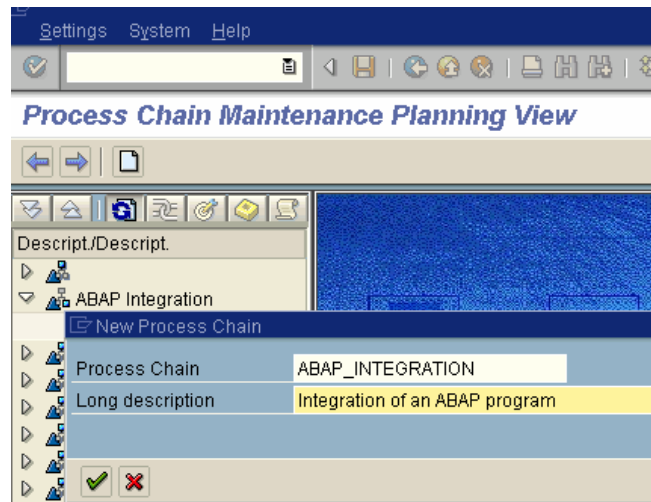 Settings System Help
Process Chain Maintenance Planning View
Descript./Descript.
ABAP Integration
New Process Chain
Process Chain ABAP_INTEGRATION
Long description Integration of an ABAP program